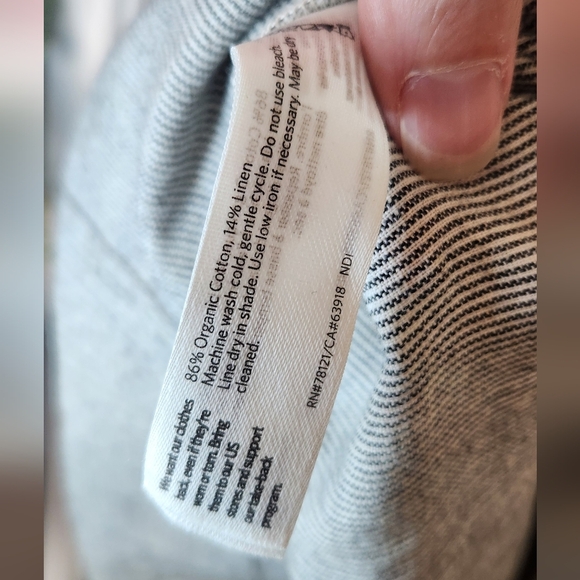 86% Organic Cotton, 14% Linen
Machine wash cold, gentle cycle. Do not use bleach.
Line dry in shade. Use low iron if necessary. May be dry
cleaned.
RN#78121/CA#63918 NDI
We want our clothes
back, even if they're
worn or torn. Bring
them to our US
stores and support
our take-back
program.